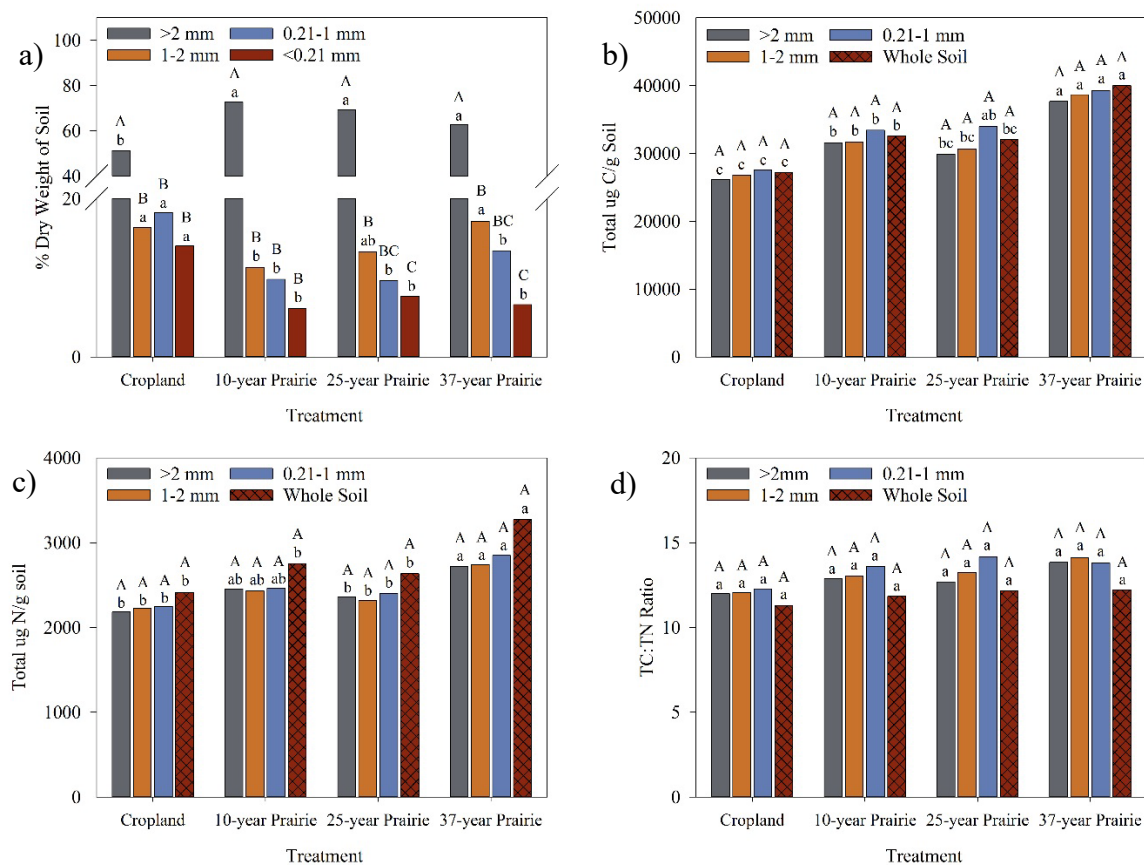 a)
>2 mm 0.21-1 mm
1-2 mm <0.21 mm
% Dry Weight of Soil
100
80
60
40
20
0
A A A A
b a a a
B B B B B B B BC C B BC C
a a a b b b ab b b a b b
Cropland 10-year Prairie 25-year Prairie 37-year Prairie
Treatment
b)
>2 mm 0.21-1 mm
1-2 mm Whole Soil
Total ug C/g Soil
50000
40000
30000
20000
10000
0
A A A A A A A A A A A A A A A A
c c c c b b b b bc bc ab bc a a a a
Cropland 10-year Prairie 25-year Prairie 37-year Prairie
Treatment
c)
>2 mm 0.21-1 mm
1-2 mm Whole Soil
Total ug N/g soil
4000
3000
2000
1000
0
A A A A A A A A A A A A A A A A
b b b b ab ab ab b b b b b a a a a
Cropland 10-year Prairie 25-year Prairie 37-year Prairie
Treatment
d)
>2mm 0.21-1 mm
1-2 mm Whole Soil
TC:TN Ratio
20
15
10
5
0
A A A A A A A A A A A A A A A A
a a a a a a a a a a a a a a a a
Cropland 10-year Prairie 25-year Prairie 37-year Prairie
Treatment